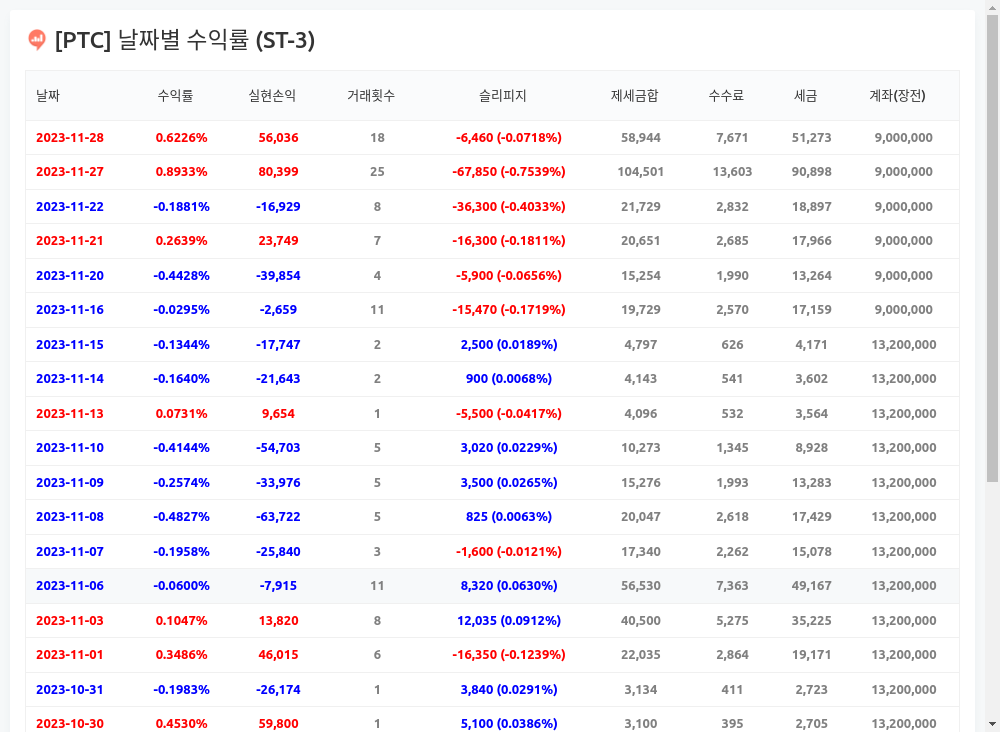 [PTC] 날짜별 수익률 (ST-3)
날짜 수익률 실현손익 거래횟수 슬리피지 제세금합 수수료 세금 계좌(장전)
2023-11-28 0.6226% 56,036 18 -6,460 (-0.0718%) 58,944 7,671 51,273 9,000,000
2023-11-27 0.8933% 80,399 25 -67,850 (-0.7539%) 104,501 13,603 90,898 9,000,000
2023-11-22 -0.1881% -16,929 8 -36,300 (-0.4033%) 21,729 2,832 18,897 9,000,000
2023-11-21 0.2639% 23,749 7 -16,300 (-0.1811%) 20,651 2,685 17,966 9,000,000
2023-11-20 -0.4428% -39,854 4 -5,900 (-0.0656%) 15,254 1,990 13,264 9,000,000
2023-11-16 -0.0295% -2,659 11 -15,470 (-0.1719%) 19,729 2,570 17,159 9,000,000
2023-11-15 -0.1344% -17,747 2 2,500 (0.0189%) 4,797 626 4,171 13,200,000
2023-11-14 -0.1640% -21,643 2 900 (0.0068%) 4,143 541 3,602 13,200,000
2023-11-13 0.0731% 9,654 1 -5,500 (-0.0417%) 4,096 532 3,564 13,200,000
2023-11-10 -0.4144% -54,703 5 3,020 (0.0229%) 10,273 1,345 8,928 13,200,000
2023-11-09 -0.2574% -33,976 5 3,500 (0.0265%) 15,276 1,993 13,283 13,200,000
2023-11-08 -0.4827% -63,722 5 825 (0.0063%) 20,047 2,618 17,429 13,200,000
2023-11-07 -0.1958% -25,840 3 -1,600 (-0.0121%) 17,340 2,262 15,078 13,200,000
2023-11-06 -0.0600% -7,915 11 8,320 (0.0630%) 56,530 7,363 49,167 13,200,000
2023-11-03 0.1047% 13,820 8 12,035 (0.0912%) 40,500 5,275 35,225 13,200,000
2023-11-01 0.3486% 46,015 6 -16,350 (-0.1239%) 22,035 2,864 19,171 13,200,000
2023-10-31 -0.1983% -26,174 1 3,840 (0.0291%) 3,134 411 2,723 13,200,000
2023-10-30 0.4530% 59,800 1 5,100 (0.0386%) 3,100 395 2,705 13,200,000